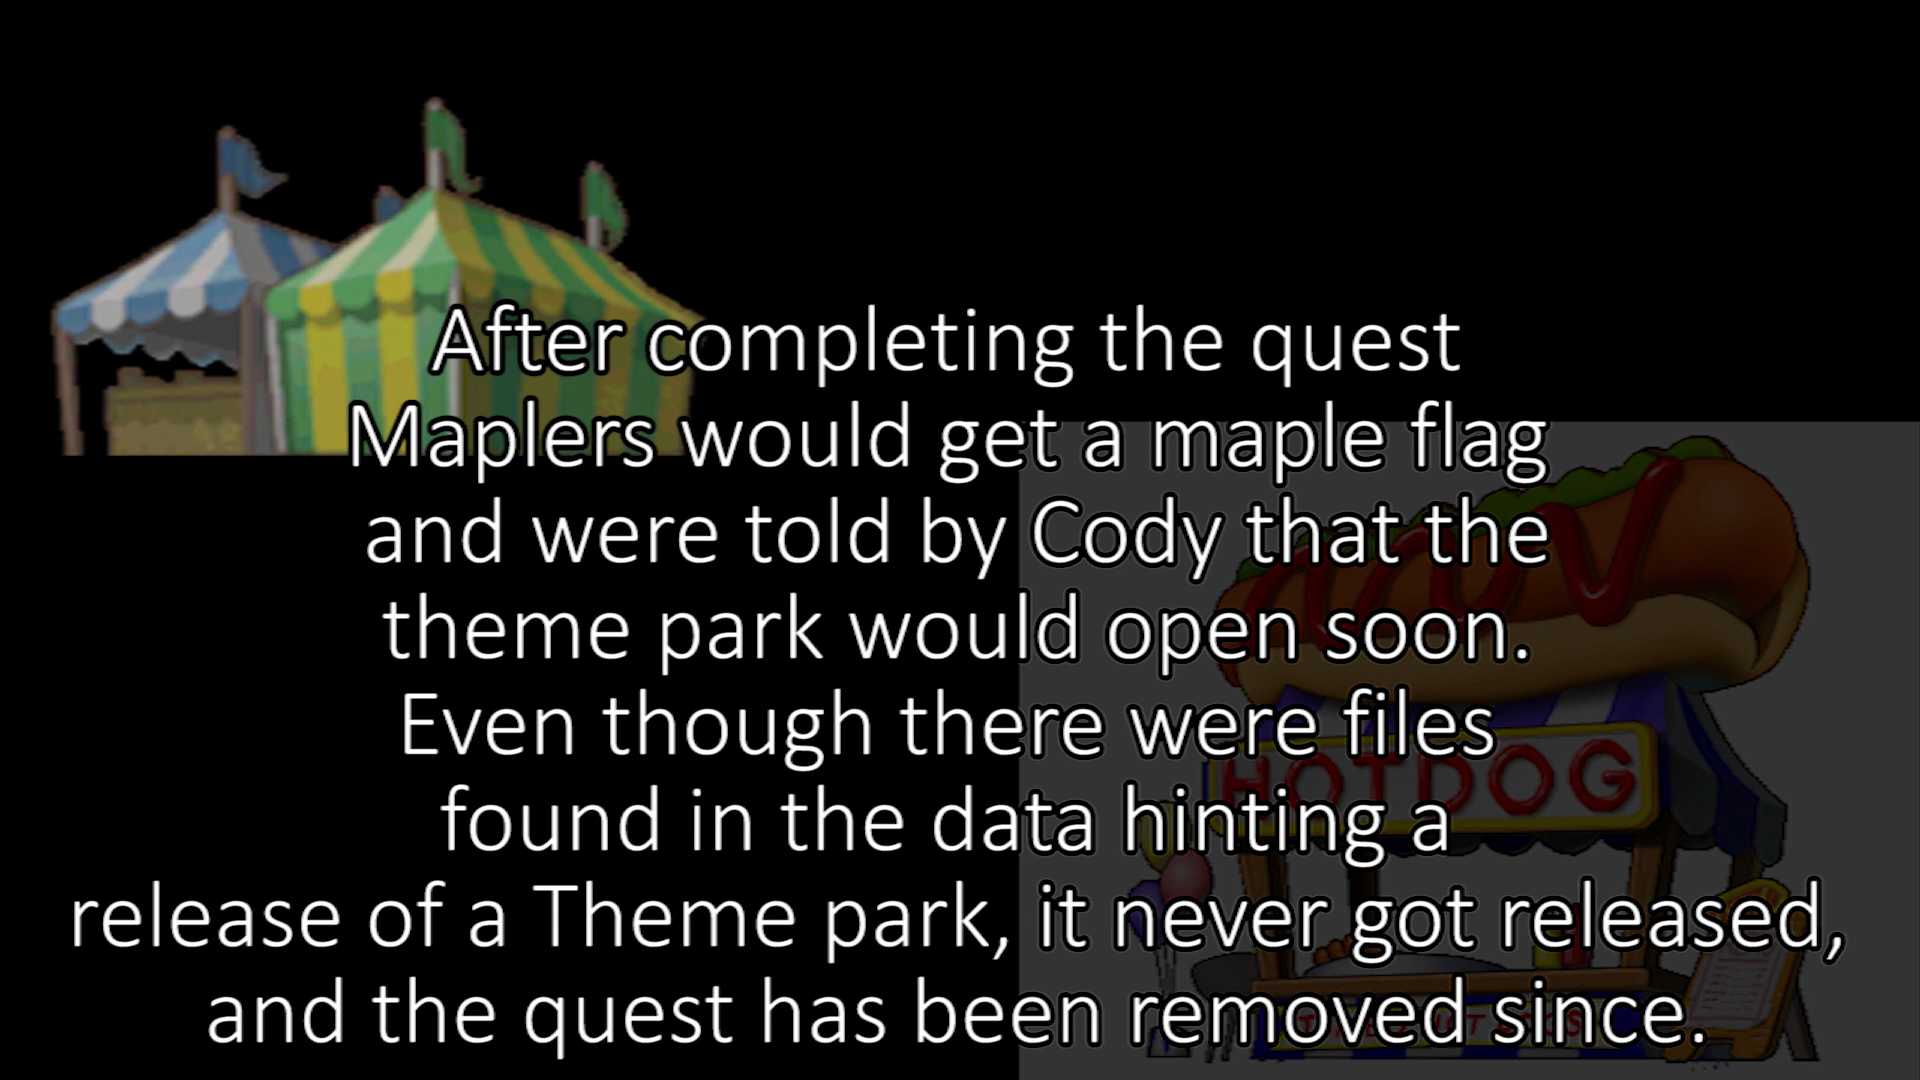 After completing the quest
Maplers would get a maple flag
and were told by Cody that the
theme park would open soon.
Even though there were files
HOTDOG
found in the data hinting a
release of a Theme park, it never got released,
and the quest has been removed since.